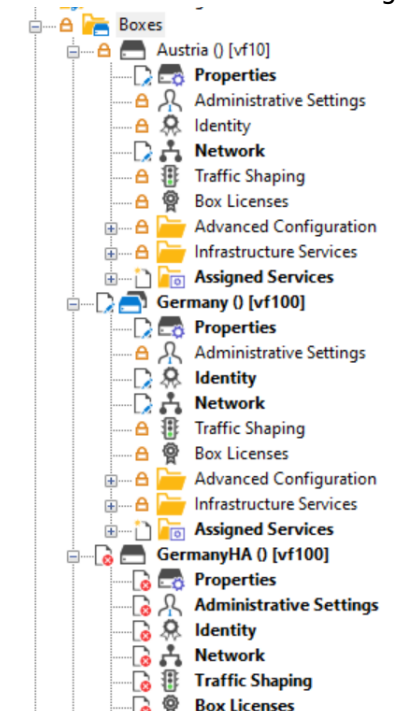 Boxes
Austria () [vf10]
Properties
Administrative Settings
Identity
Network
Traffic Shaping
Box Licenses
Advanced Configuration
Infrastructure Services
Assigned Services
Germany () [vf100]
Properties
Administrative Settings
Identity
Network
Traffic Shaping
Box Licenses
Advanced Configuration
Infrastructure Services
Assigned Services
GermanyHA () [vf100]
Properties
Administrative Settings
Identity
Network
Traffic Shaping
Box Licenses